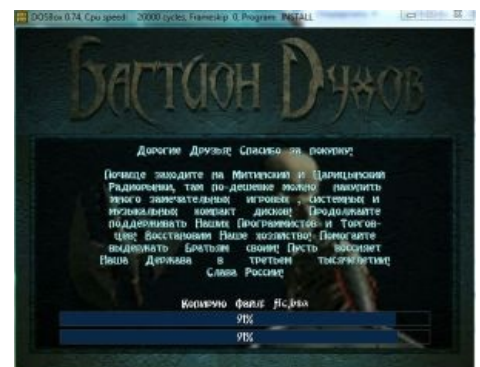 DOSBox 0.74, Cpu speed: 20000 cycles, Frameskip 0, Program: INSTALL
Бастион Духов
Дорогие Друзья! Спасибо за покупку!
Почаще заходите на Митинский и Царицынский
Радиорынки, там по-дешевке можно накупить
много замечательных игровых , системных и
музыкальных компакт дисков! Продолжайте
поддерживать Наших Программистов и Торгов-
цев! Восстановим Наше хозяйство! Помогайте
выдержать Братьям своим! Пусть воссияет
Наша Держава в третьем тысячелетии!
Слава России!
Копирую файл:
91%
91%